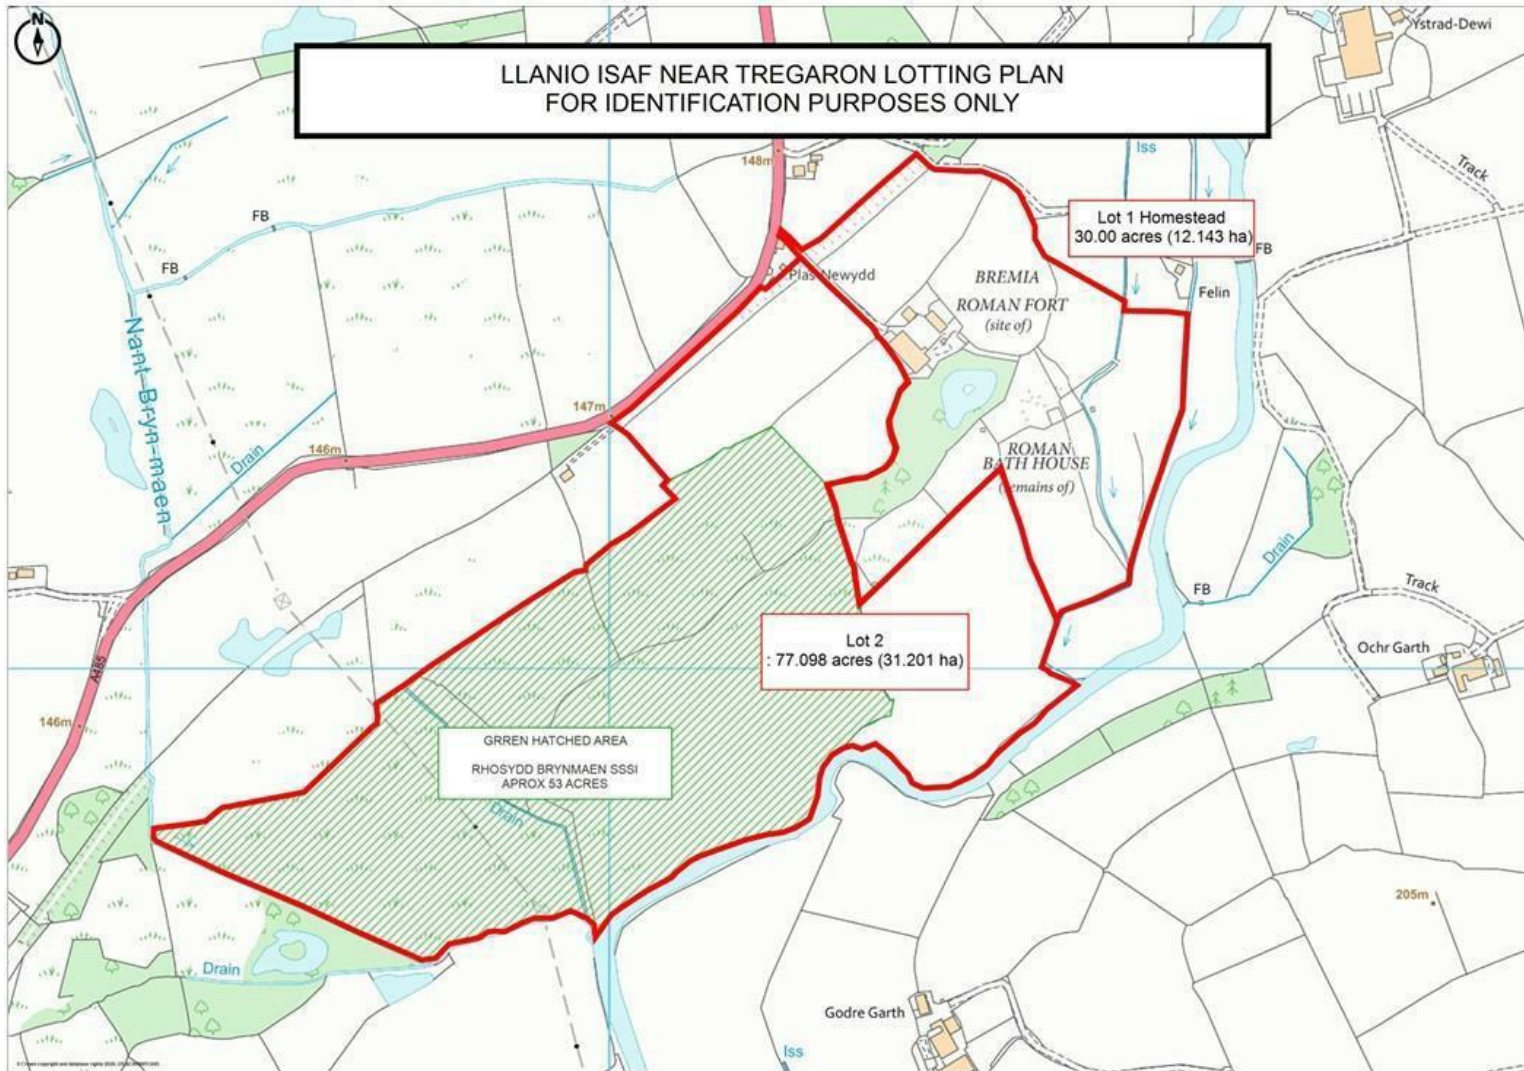 N
LLANIO ISAF NEAR TREGARON LOTTING PLAN
FOR IDENTIFICATION PURPOSES ONLY
Ystrad-Dewi
148m
Iss
Track
FB
Lot 1 Homestead
30.00 acres (12.143 ha)
FB
FB
Plas Newydd
BREMIA
ROMAN FORT
(site of)
Felin
Nant Bryn-maen
147m
146m
Drain
ROMAN
BATH HOUSE
(remains of)
Drain
FB
Track
Lot 2
: 77.098 acres (31.201 ha)
Ochr Garth
A485
146m
GRREN HATCHED AREA
RHOSYDD BRYNMAEN SSSI
APROX 53 ACRES
Drain
205m
Drain
Godre Garth
Iss